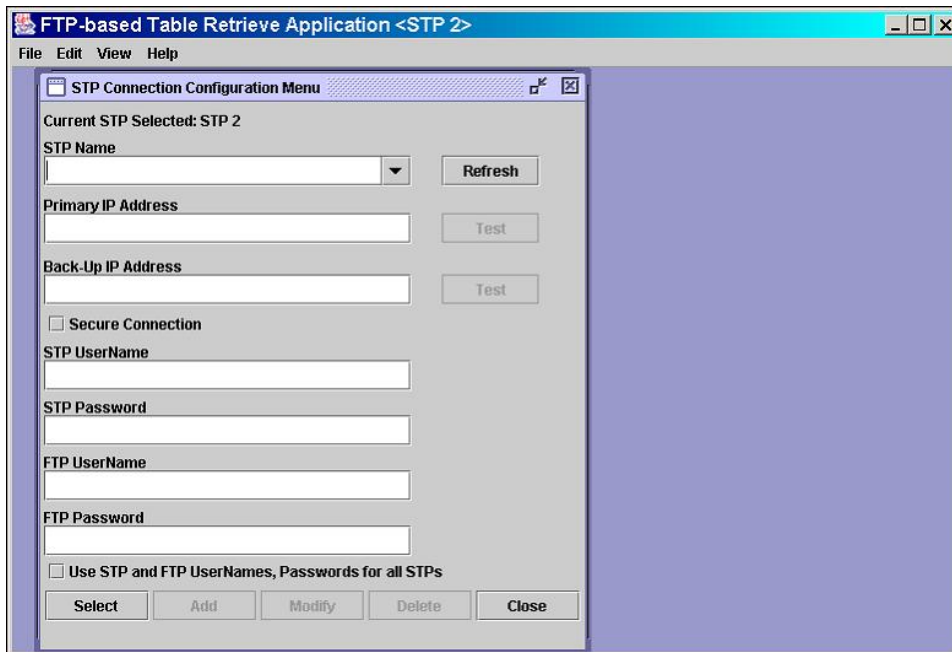 FTP-based Table Retrieve Application <STP 2>
File Edit View Help
STP Connection Configuration Menu
Current STP Selected: STP 2
STP Name
Refresh
Primary IP Address
Test
Back-Up IP Address
Test
Secure Connection
STP UserName
STP Password
FTP UserName
FTP Password
Use STP and FTP UserNames, Passwords for all STPs
Select Add Modify Delete Close